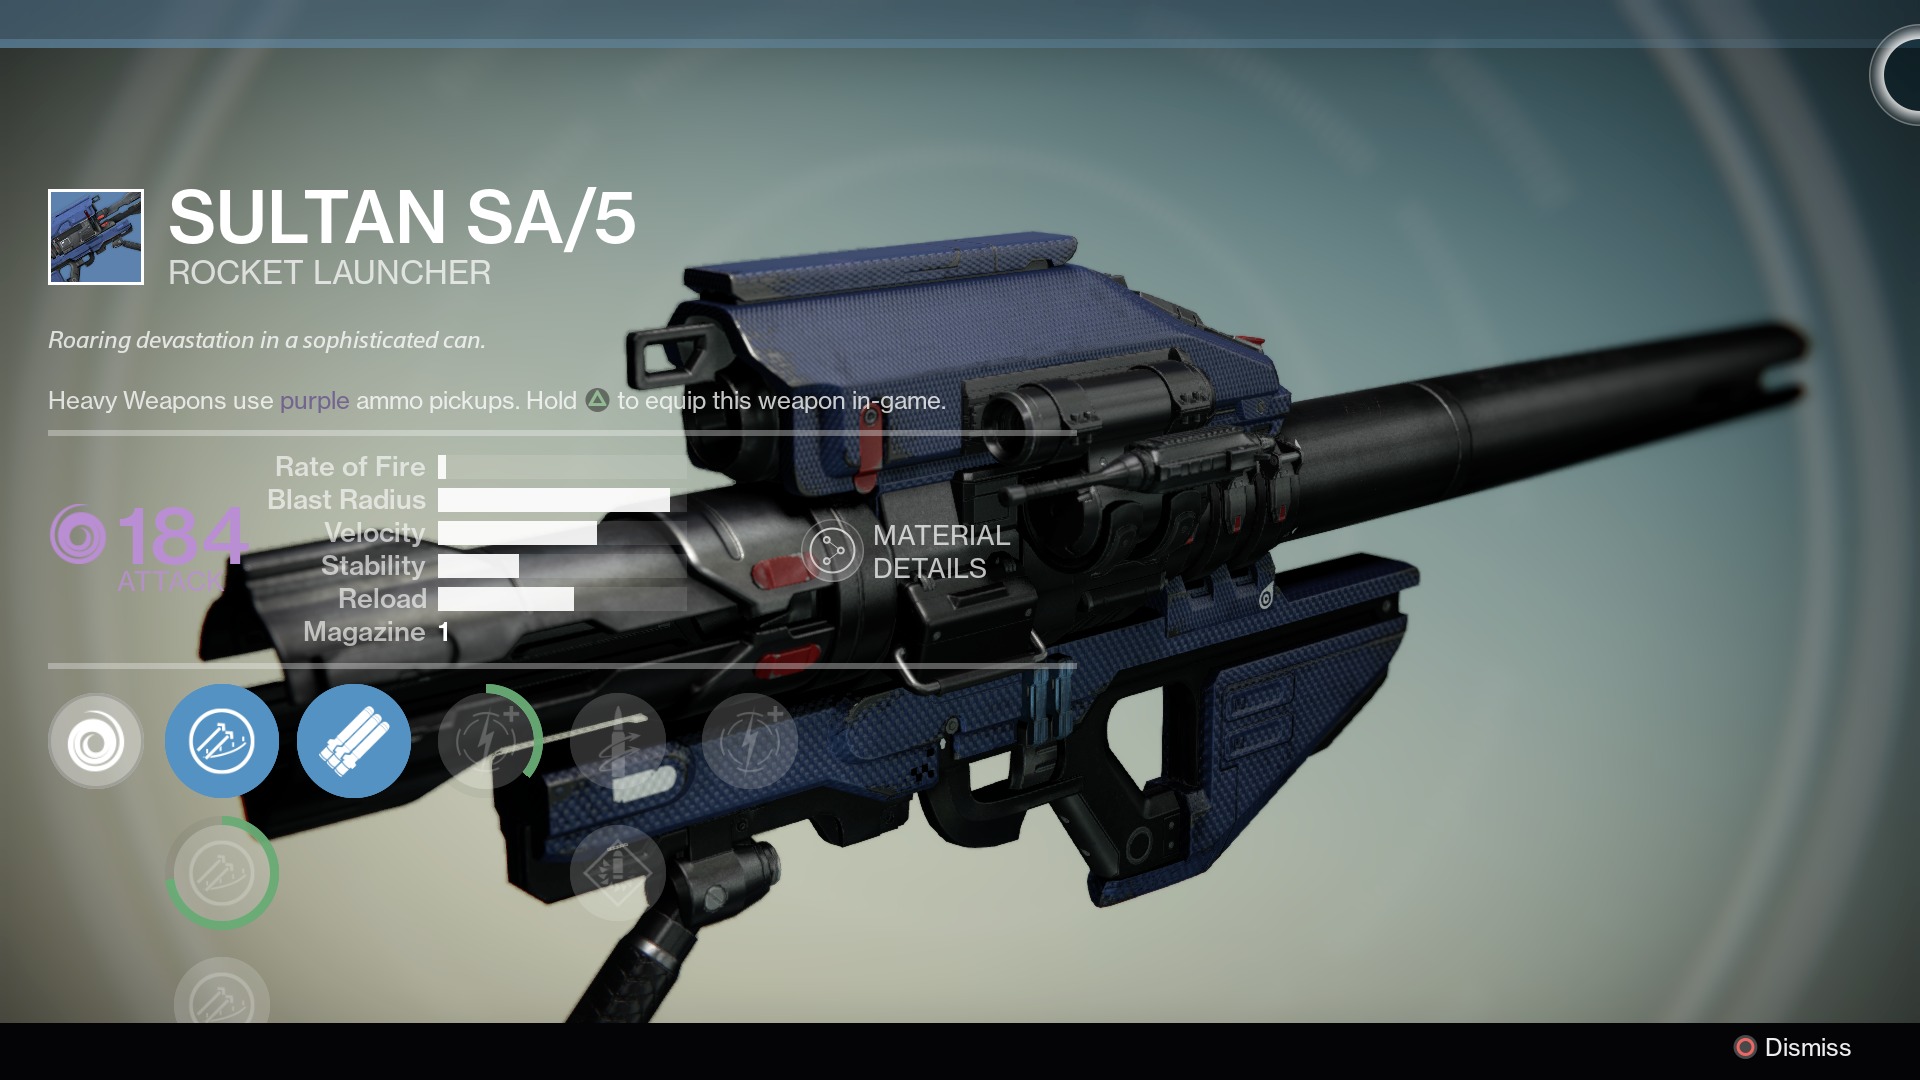 SULTAN SA/5
ROCKET LAUNCHER
Roaring devastation in a sophisticated can.
Heavy Weapons use purple ammo pickups. Hold to equip this weapon in-game.
184
ATTACK
Rate of Fire
Blast Radius
Velocity
Stability
Reload
Magazine 1
MATERIAL
DETAILS
Dismiss